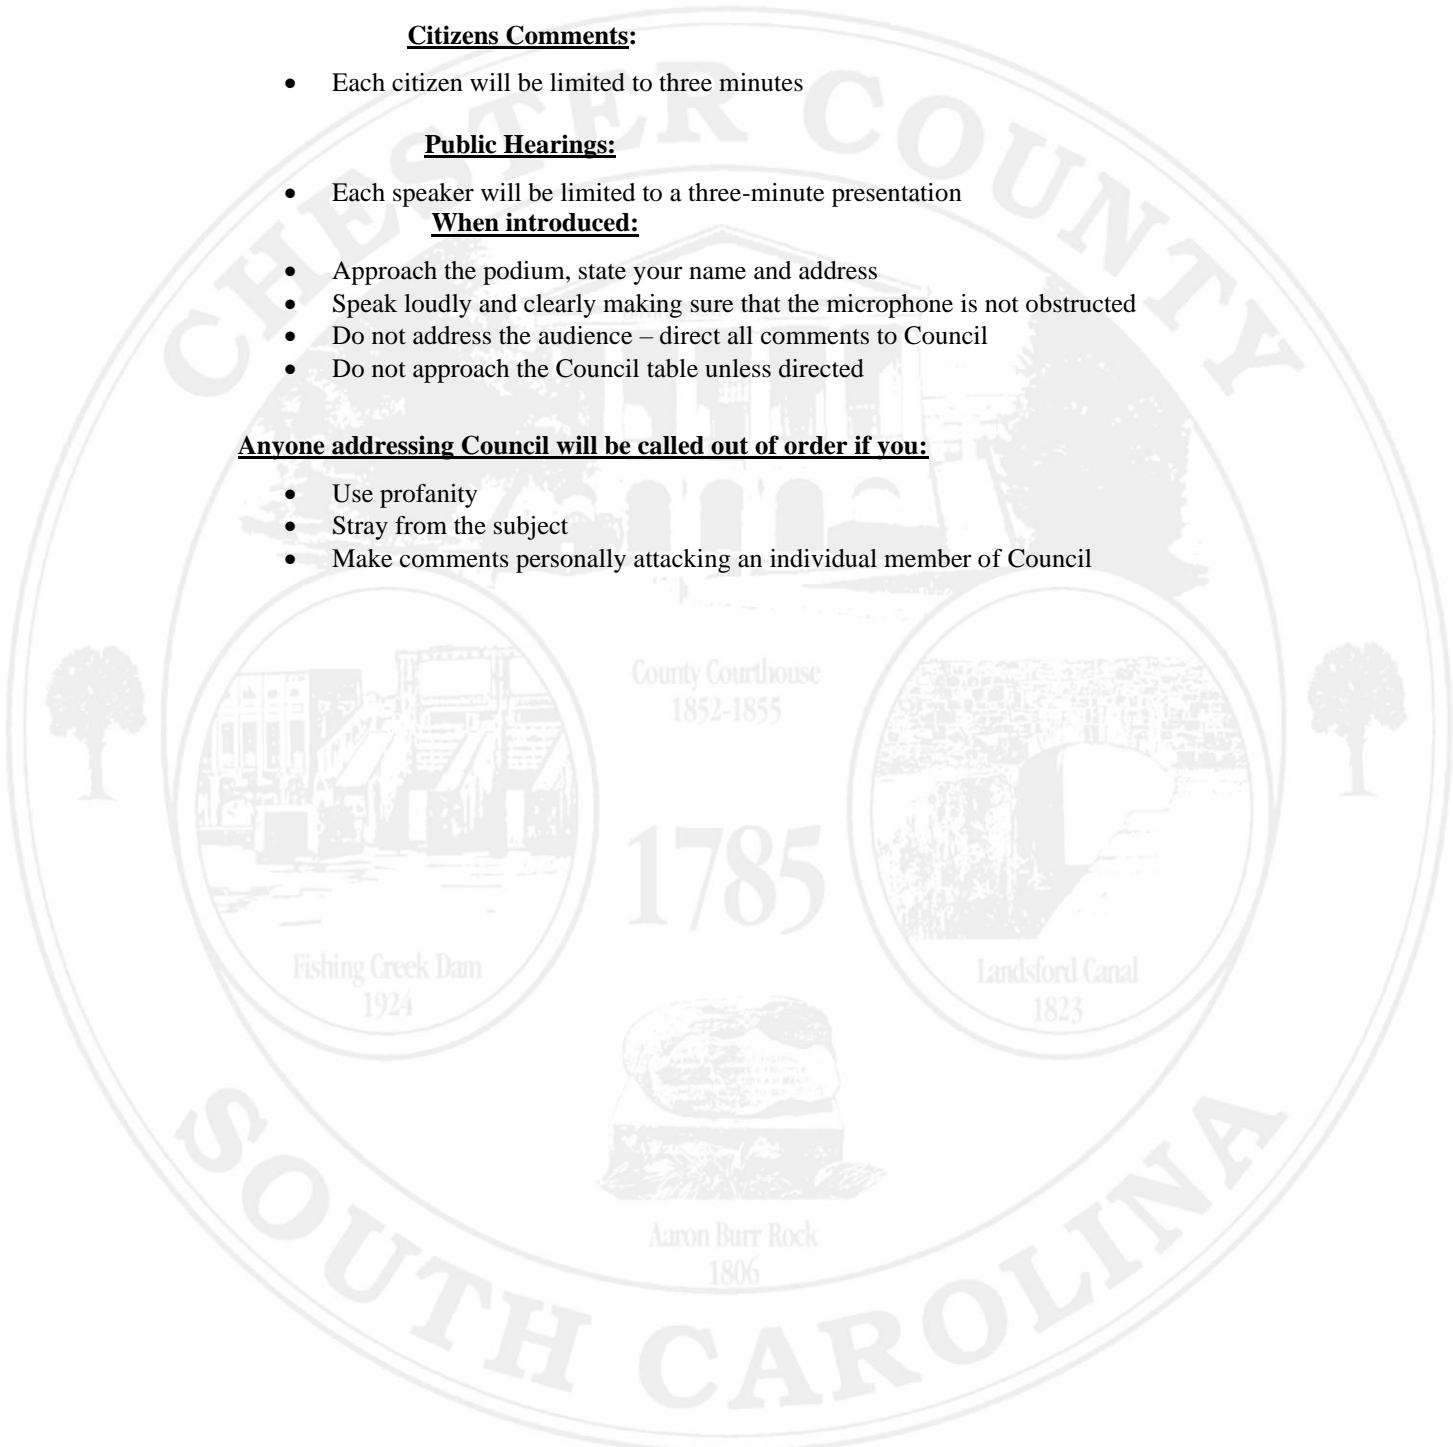 Citizens Comments:
• Each citizen will be limited to three minutes
Public Hearings:
• Each speaker will be limited to a three-minute presentation
When introduced:
• Approach the podium, state your name and address
• Speak loudly and clearly making sure that the microphone is not obstructed
• Do not address the audience – direct all comments to Council
• Do not approach the Council table unless directed
Anyone addressing Council will be called out of order if you:
• Use profanity
• Stray from the subject
• Make comments personally attacking an individual member of Council
CHESTER COUNTY
County Courthouse
1852-1855
1785
Fishing Creek Dam
1924
Landsford Canal
1823
Aaron Burr Rock
1806
SOUTH CAROLINA